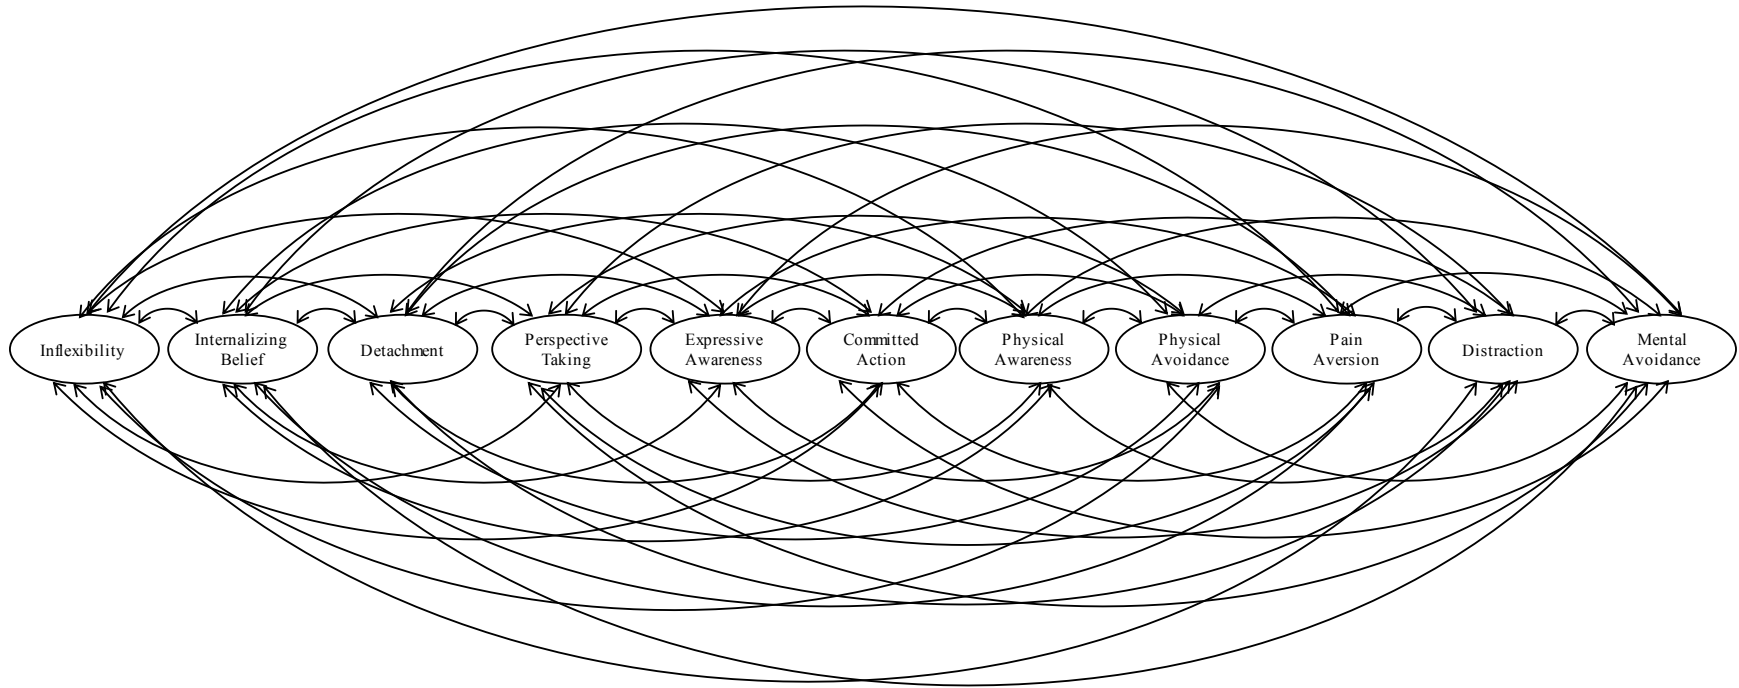 Inflexibility
Internalizing
Belief
Detachment
Perspective
Taking
Expressive
Awareness
Committed
Action
Physical
Awareness
Physical
Avoidance
Pain
Aversion
Distraction
Mental
Avoidance